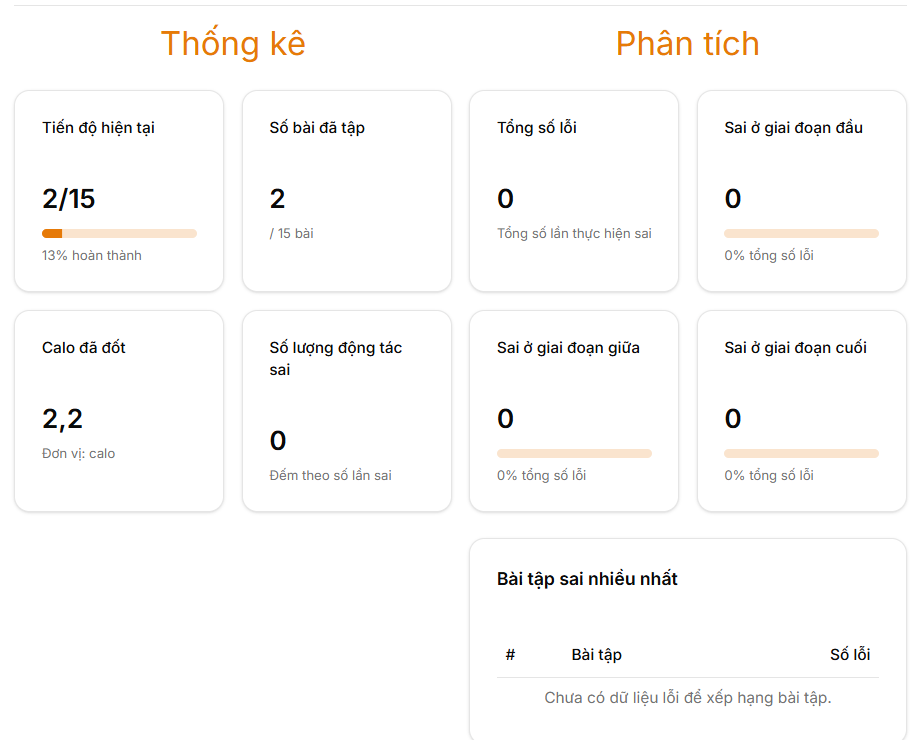 Thống kê
Phân tích
Tiến độ hiện tại
2/15
13% hoàn thành
Số bài đã tập
2
/ 15 bài
Tổng số lỗi
0
Tổng số lần thực hiện sai
Sai ở giai đoạn đầu
0
0% tổng số lỗi
Calo đã đốt
2,2
Đơn vị: calo
Số lượng động tác
sai
0
Đếm theo số lần sai
Sai ở giai đoạn giữa
0
0% tổng số lỗi
Sai ở giai đoạn cuối
0
0% tổng số lỗi
Bài tập sai nhiều nhất
# Bài tập Số lỗi
Chưa có dữ liệu lỗi để xếp hạng bài tập.